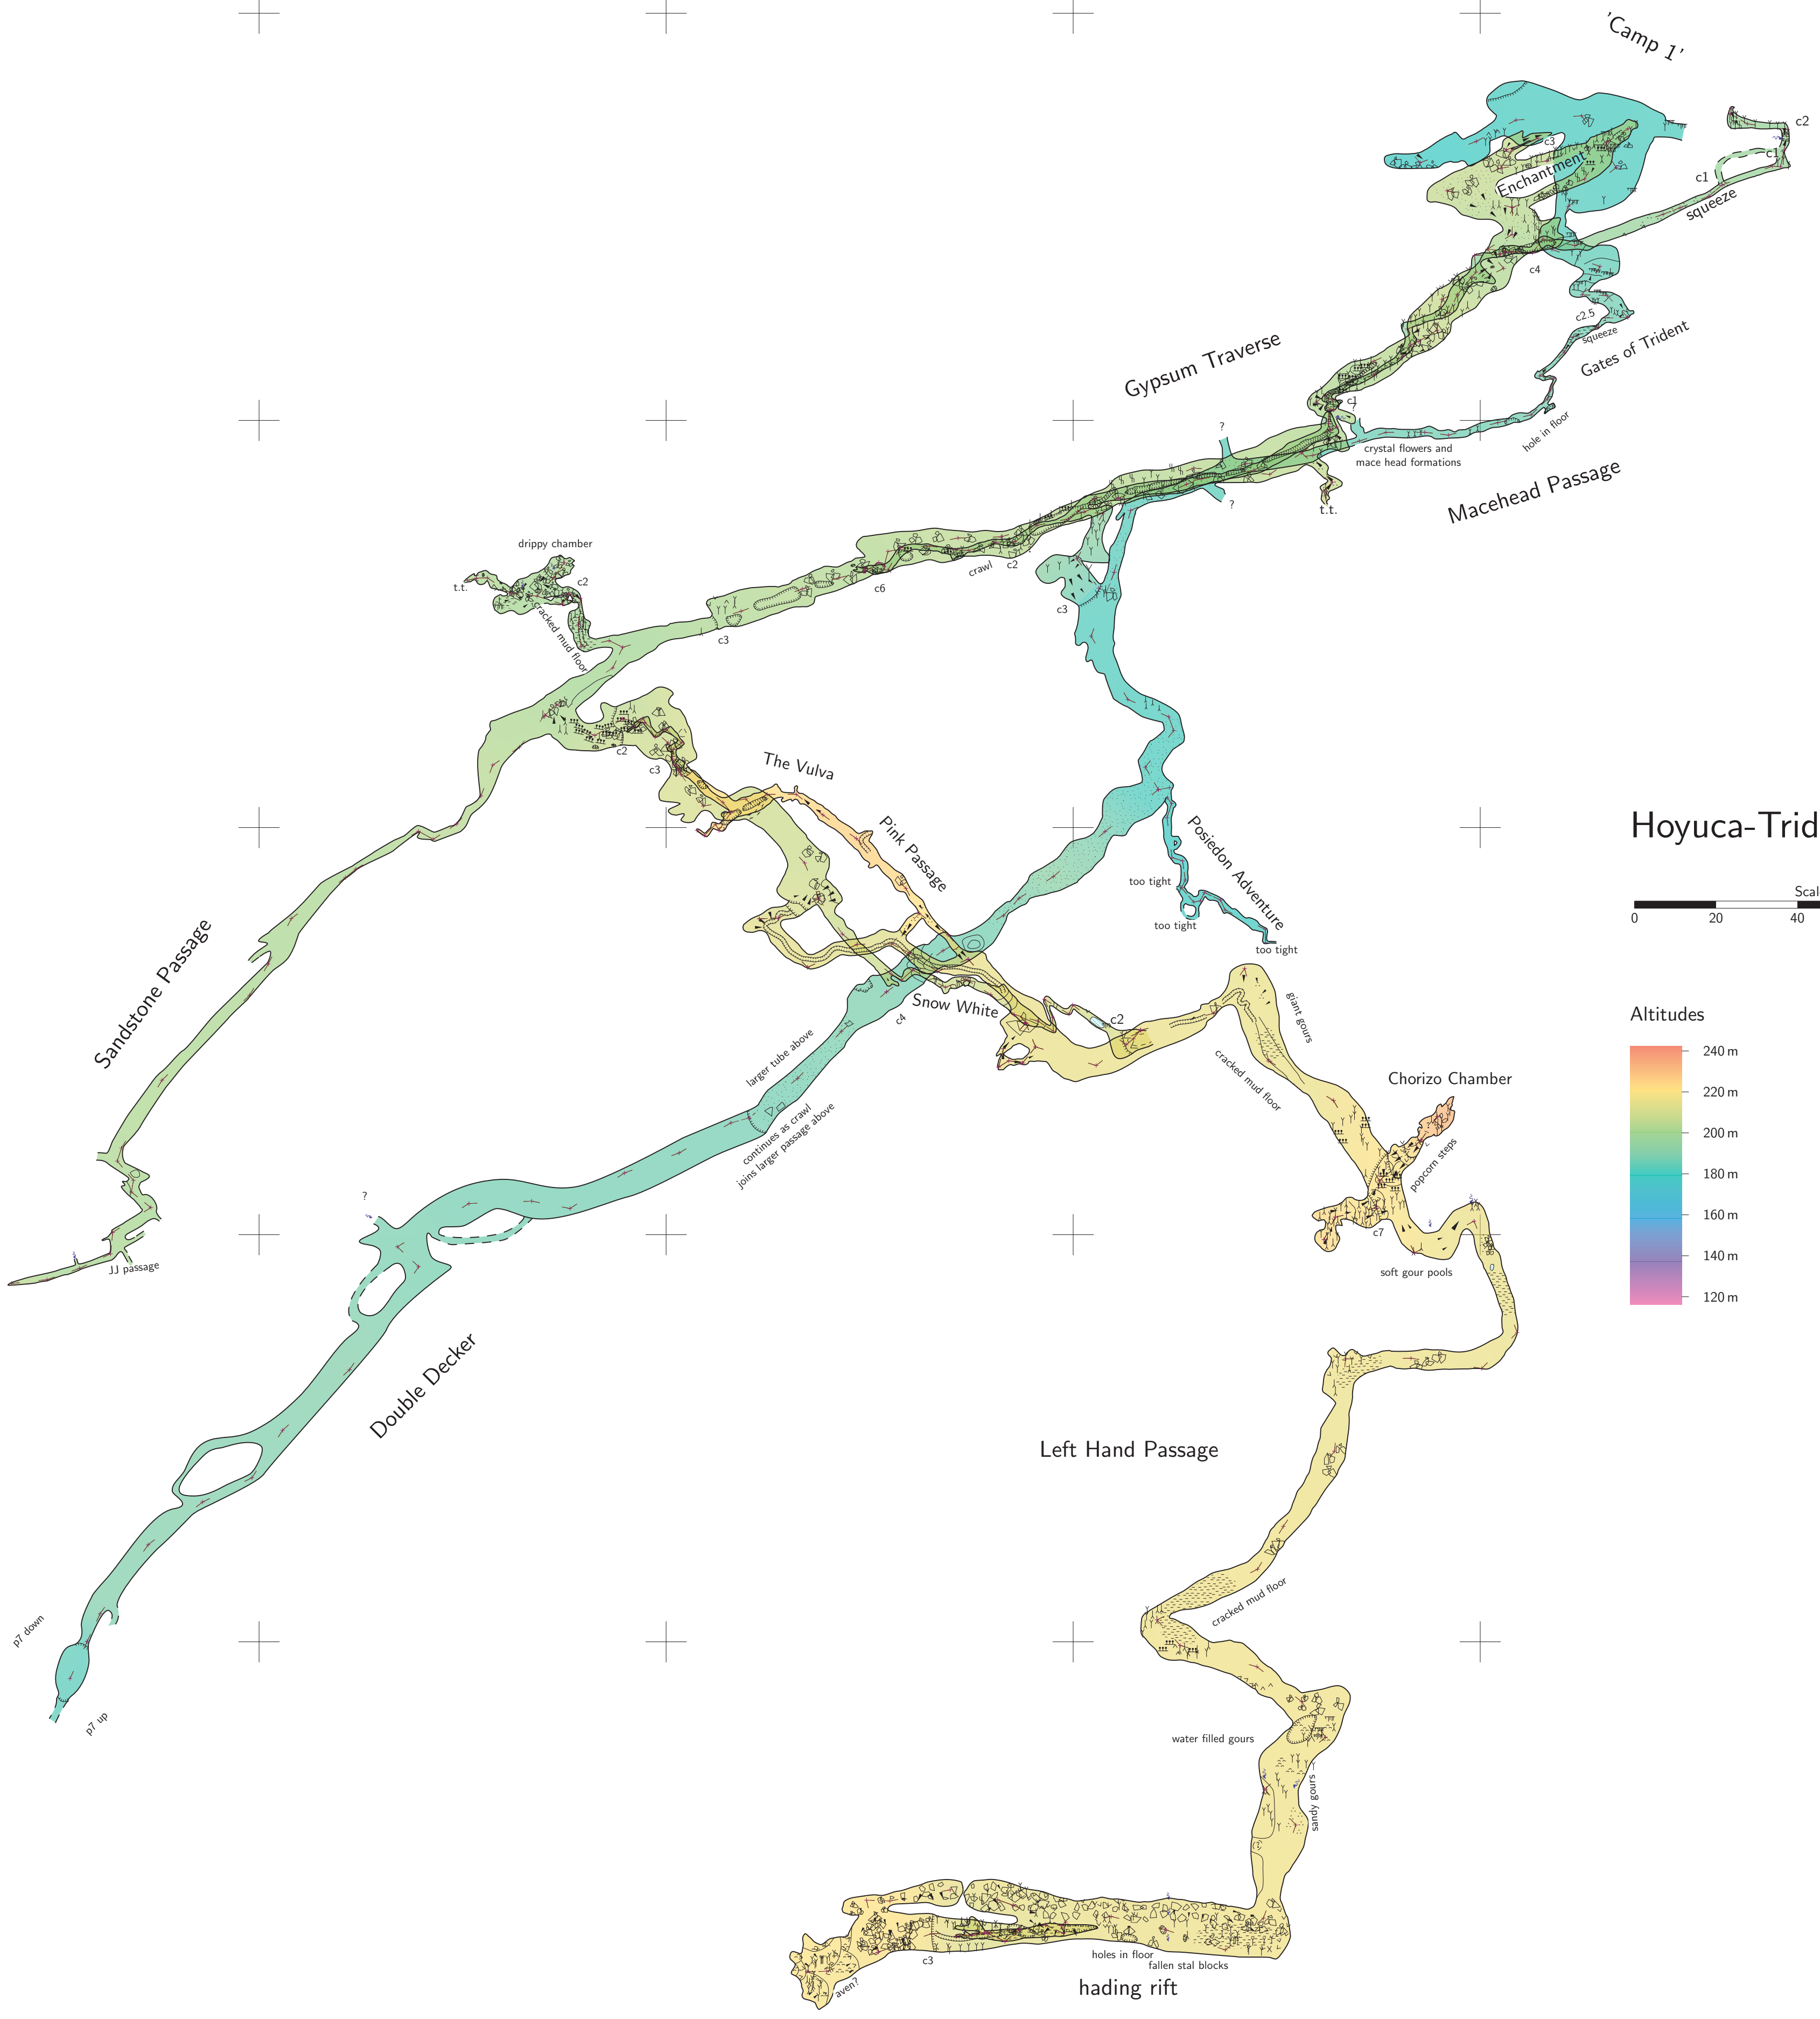 'Camp 1'
c2
c3
c1
Enchantment
c1
squeeze
c4
c2.5
squeeze
Gates of Trident
Gypsum Traverse
c1
?
hole in floor
?
crystal flowers and
mace head formations
Macehead Passage
?
t.t.
drippy chamber
crawl
c2
c2
t.t.
c6
cracked mud floor
c3
c3
c2
The Vulva
c3
Hoyuca-Trid
Pink Passage
Posiedon Adventure
too tight
Scal
0
20
40
too tight
too tight
Sandstone Passage
Snow White
giant gours
c4
c2
Altitudes
larger tube above
240 m
cracked mud floor
Chorizo Chamber
220 m
continues as crawl
joins larger passage above
200 m
popcorn steps
180 m
?
160 m
c7
140 m
JJ passage
soft gour pools
120 m
Double Decker
Left Hand Passage
cracked mud floor
p7 down
p7 up
water filled gours
sandy gours
holes in floor
c3
fallen stal blocks
aven?
hading rift